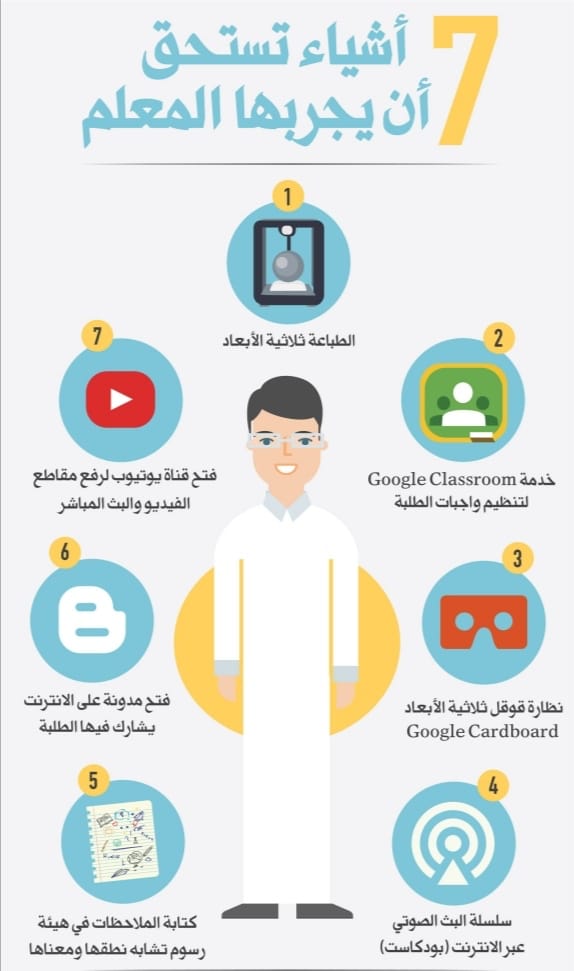 7 أشياء تستحق
أن يجربها المعلم
1
الطباعة ثلاثية الأبعاد
2
خدمة Google Classroom
لتنظيم واجبات الطلبة
3
نظارة قوقل ثلاثية الأبعاد
Google Cardboard
4
سلسلة البث الصوتي
عبر الانترنت (بودكاست)
5
كتابة الملاحظات في هيئة
رسوم تشابه نطقها ومعناها
6
فتح مدونة على الانترنت
يشارك فيها الطلبة
7
فتح قناة يوتيوب لرفع مقاطع
الفيديو والبث المباشر